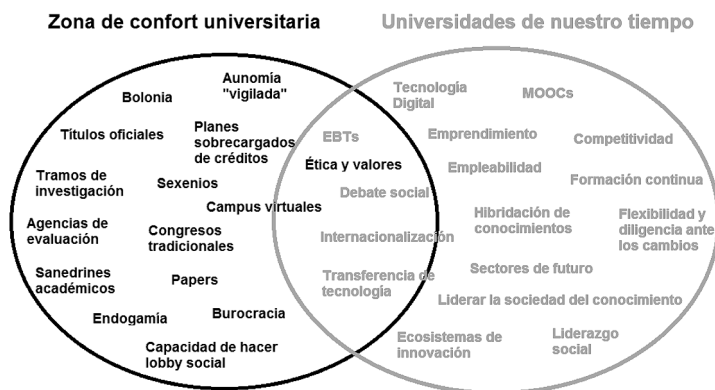 Zona de confort universitaria
Universidades de nuestro tiempo
Aunomía
"vigilada"
Bolonia
Títulos oficiales
Planes
sobrecargados
de créditos
Tramos de
investigación
Sexenios
Campus virtuales
Agencias de
evaluación
Congresos
tradicionales
Sanedrines
académicos
Papers
Endogamía
Burocracia
Capacidad de hacer
lobby social
EBTs
Ética y valores
Debate social
Internacionalización
Transferencia de
tecnología
Tecnología
Digital
MOOCs
Emprendimiento
Competitividad
Empleabilidad
Formación continua
Hibridación de
conocimientos
Flexibilidad y
diligencia ante
los cambios
Sectores de futuro
Liderar la sociedad del conocimiento
Ecosistemas de
innovación
Liderazgo
social